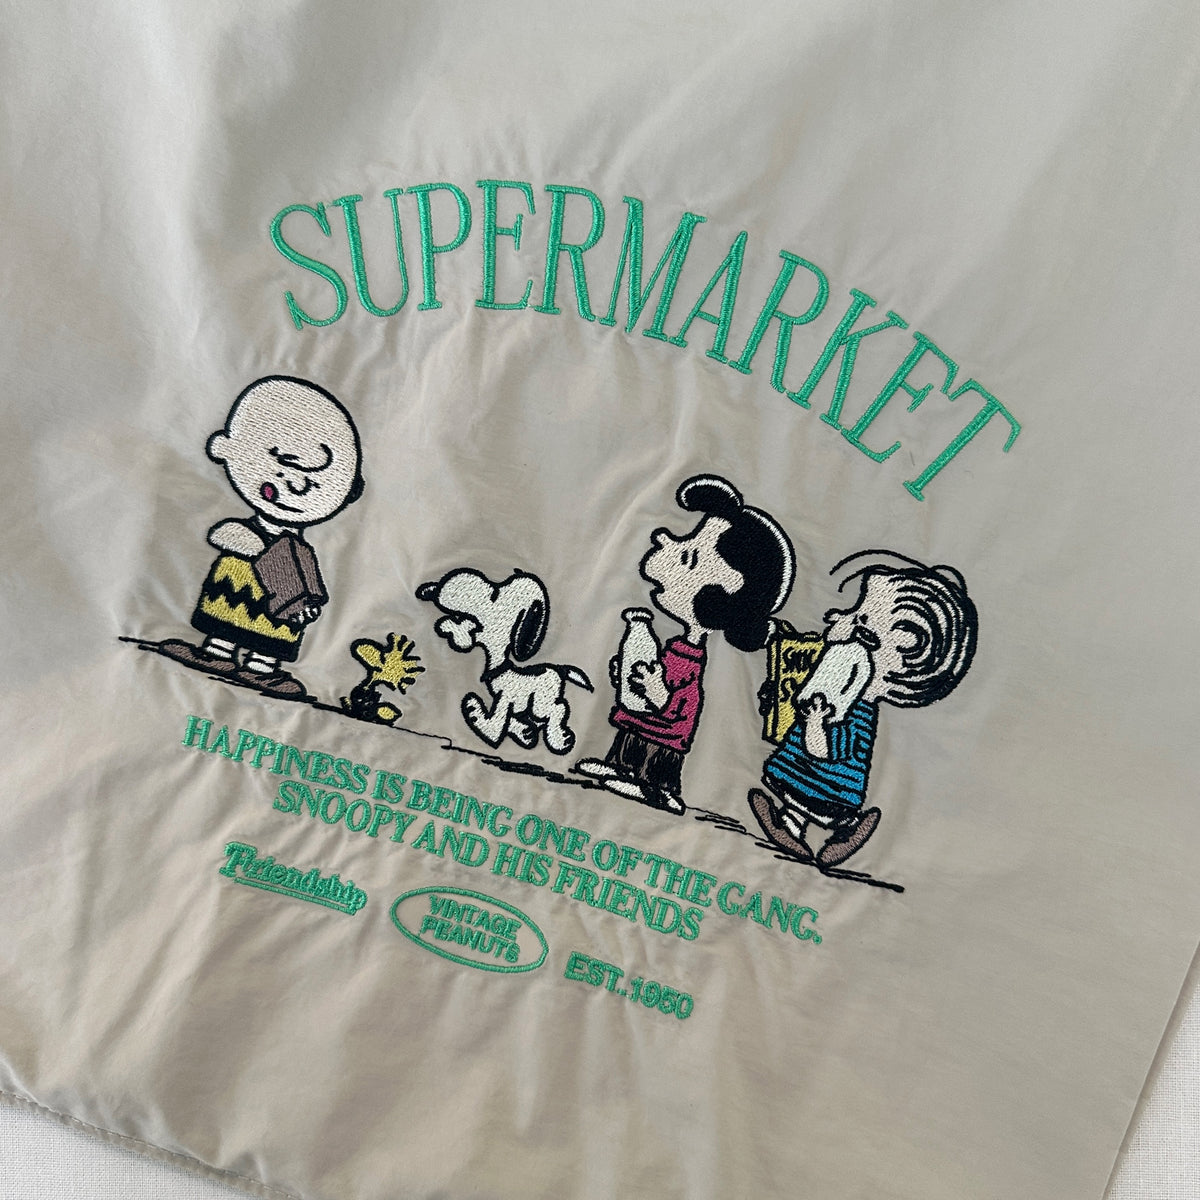 SUPERMARKET
HAPPINESS IS BEING ONE OF THE GANG.
SNOOPY AND HIS FRIENDS
Friendship
VINTAGE
PEANUTS
EST..1950